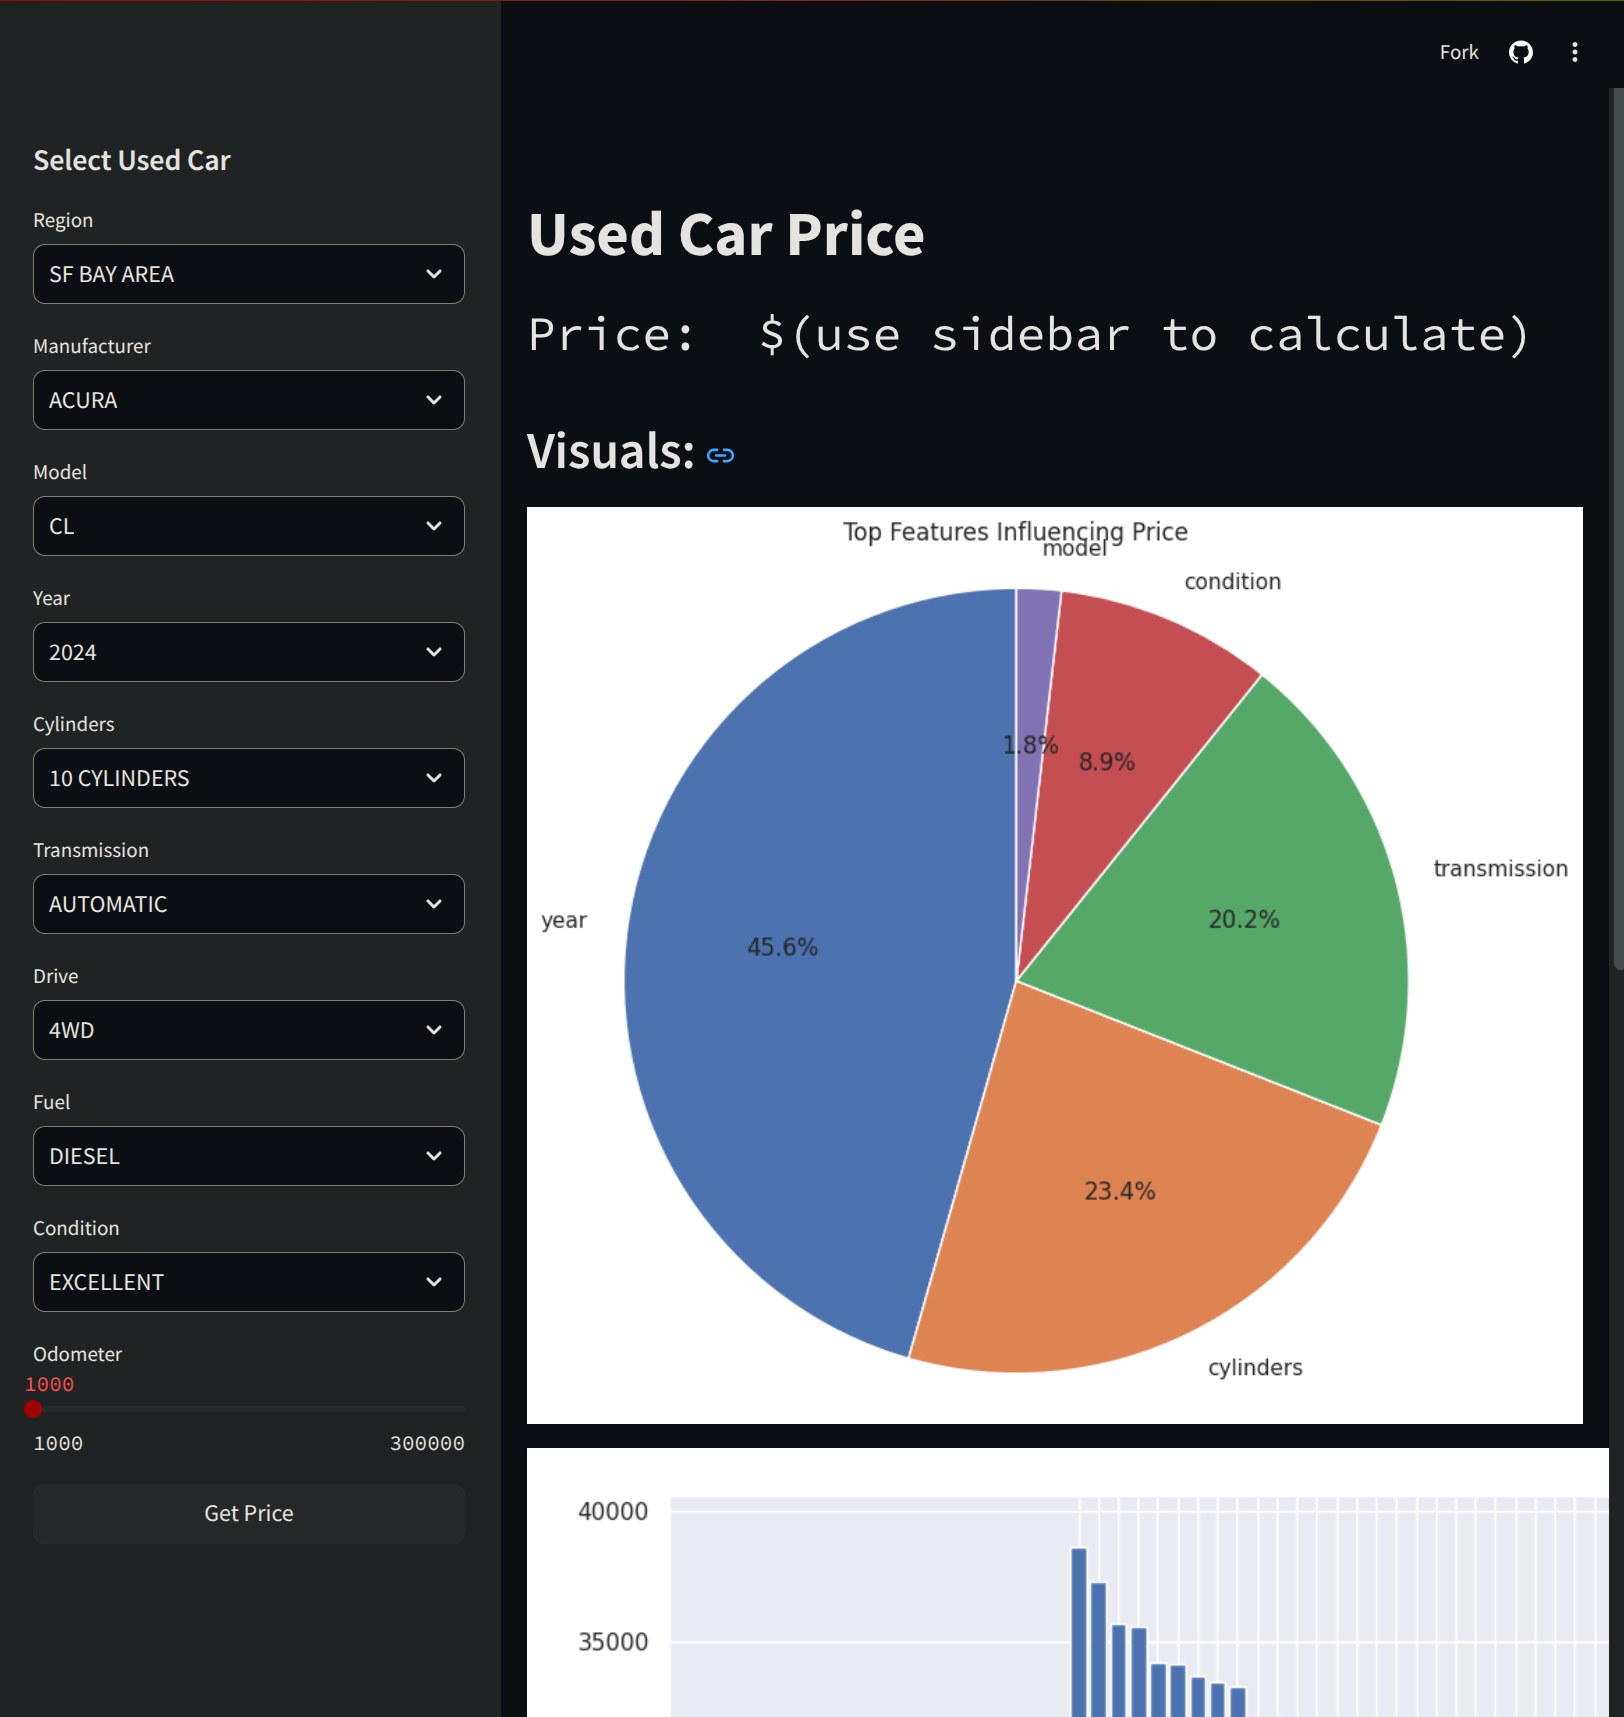 Fork
Select Used Car
Region
SF BAY AREA
Manufacturer
ACURA
Model
CL
Year
2024
Cylinders
10 CYLINDERS
Transmission
AUTOMATIC
Drive
4WD
Fuel
DIESEL
Condition
EXCELLENT
Odometer
1000
1000 300000
Get Price
Used Car Price
Price:  $(use sidebar to calculate)
Visuals:
Top Features Influencing Price
model
condition
1.8%
8.9%
transmission
20.2%
year
45.6%
23.4%
cylinders
40000
35000